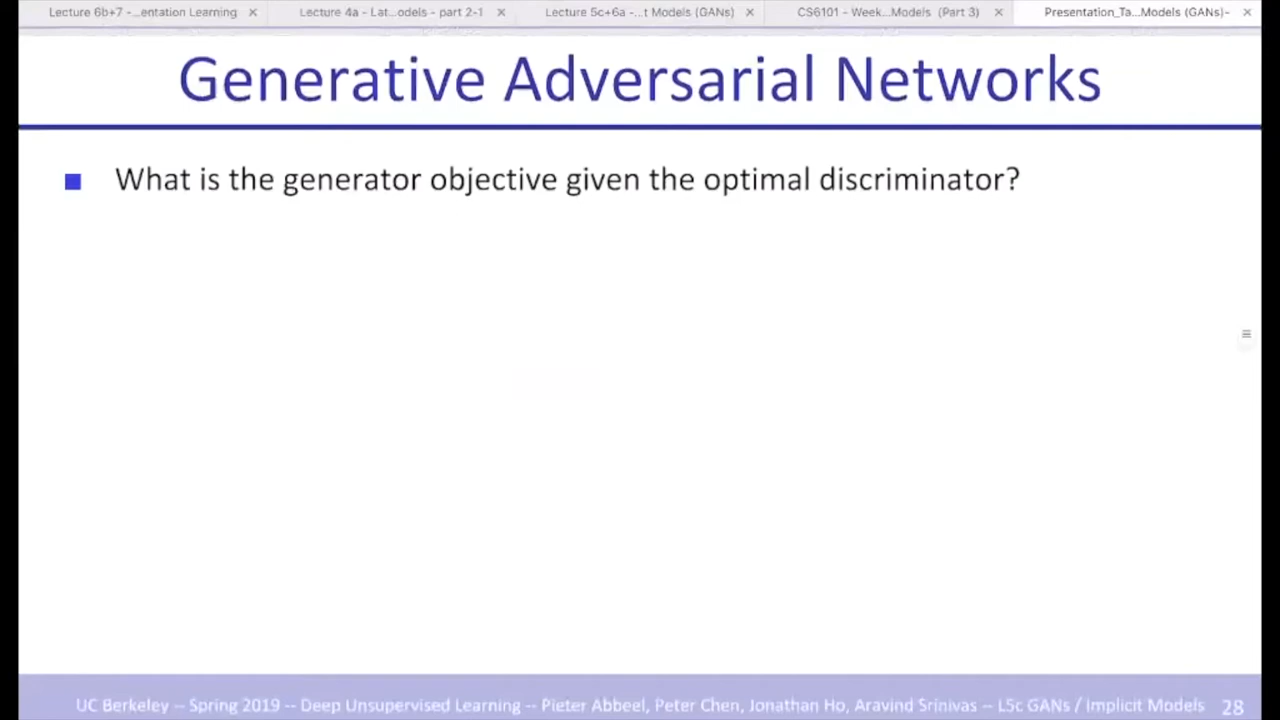 Lecture 6b+7 -...entation Learning ×
Lecture 4a - Lat...odels - part 2-1 ×
Lecture 5c+6a -...t Models (GANs) ×
CS6101 - Week...Models (Part 3) ×
Presentation_Ta...Models (GANs)- ×
Generative Adversarial Networks
What is the generator objective given the optimal discriminator?
UC Berkeley -- Spring 2019 -- Deep Unsupervised Learning -- Pieter Abbeel, Peter Chen, Jonathan Ho, Aravind Srinivas -- L5c GANs / Implicit Models 28